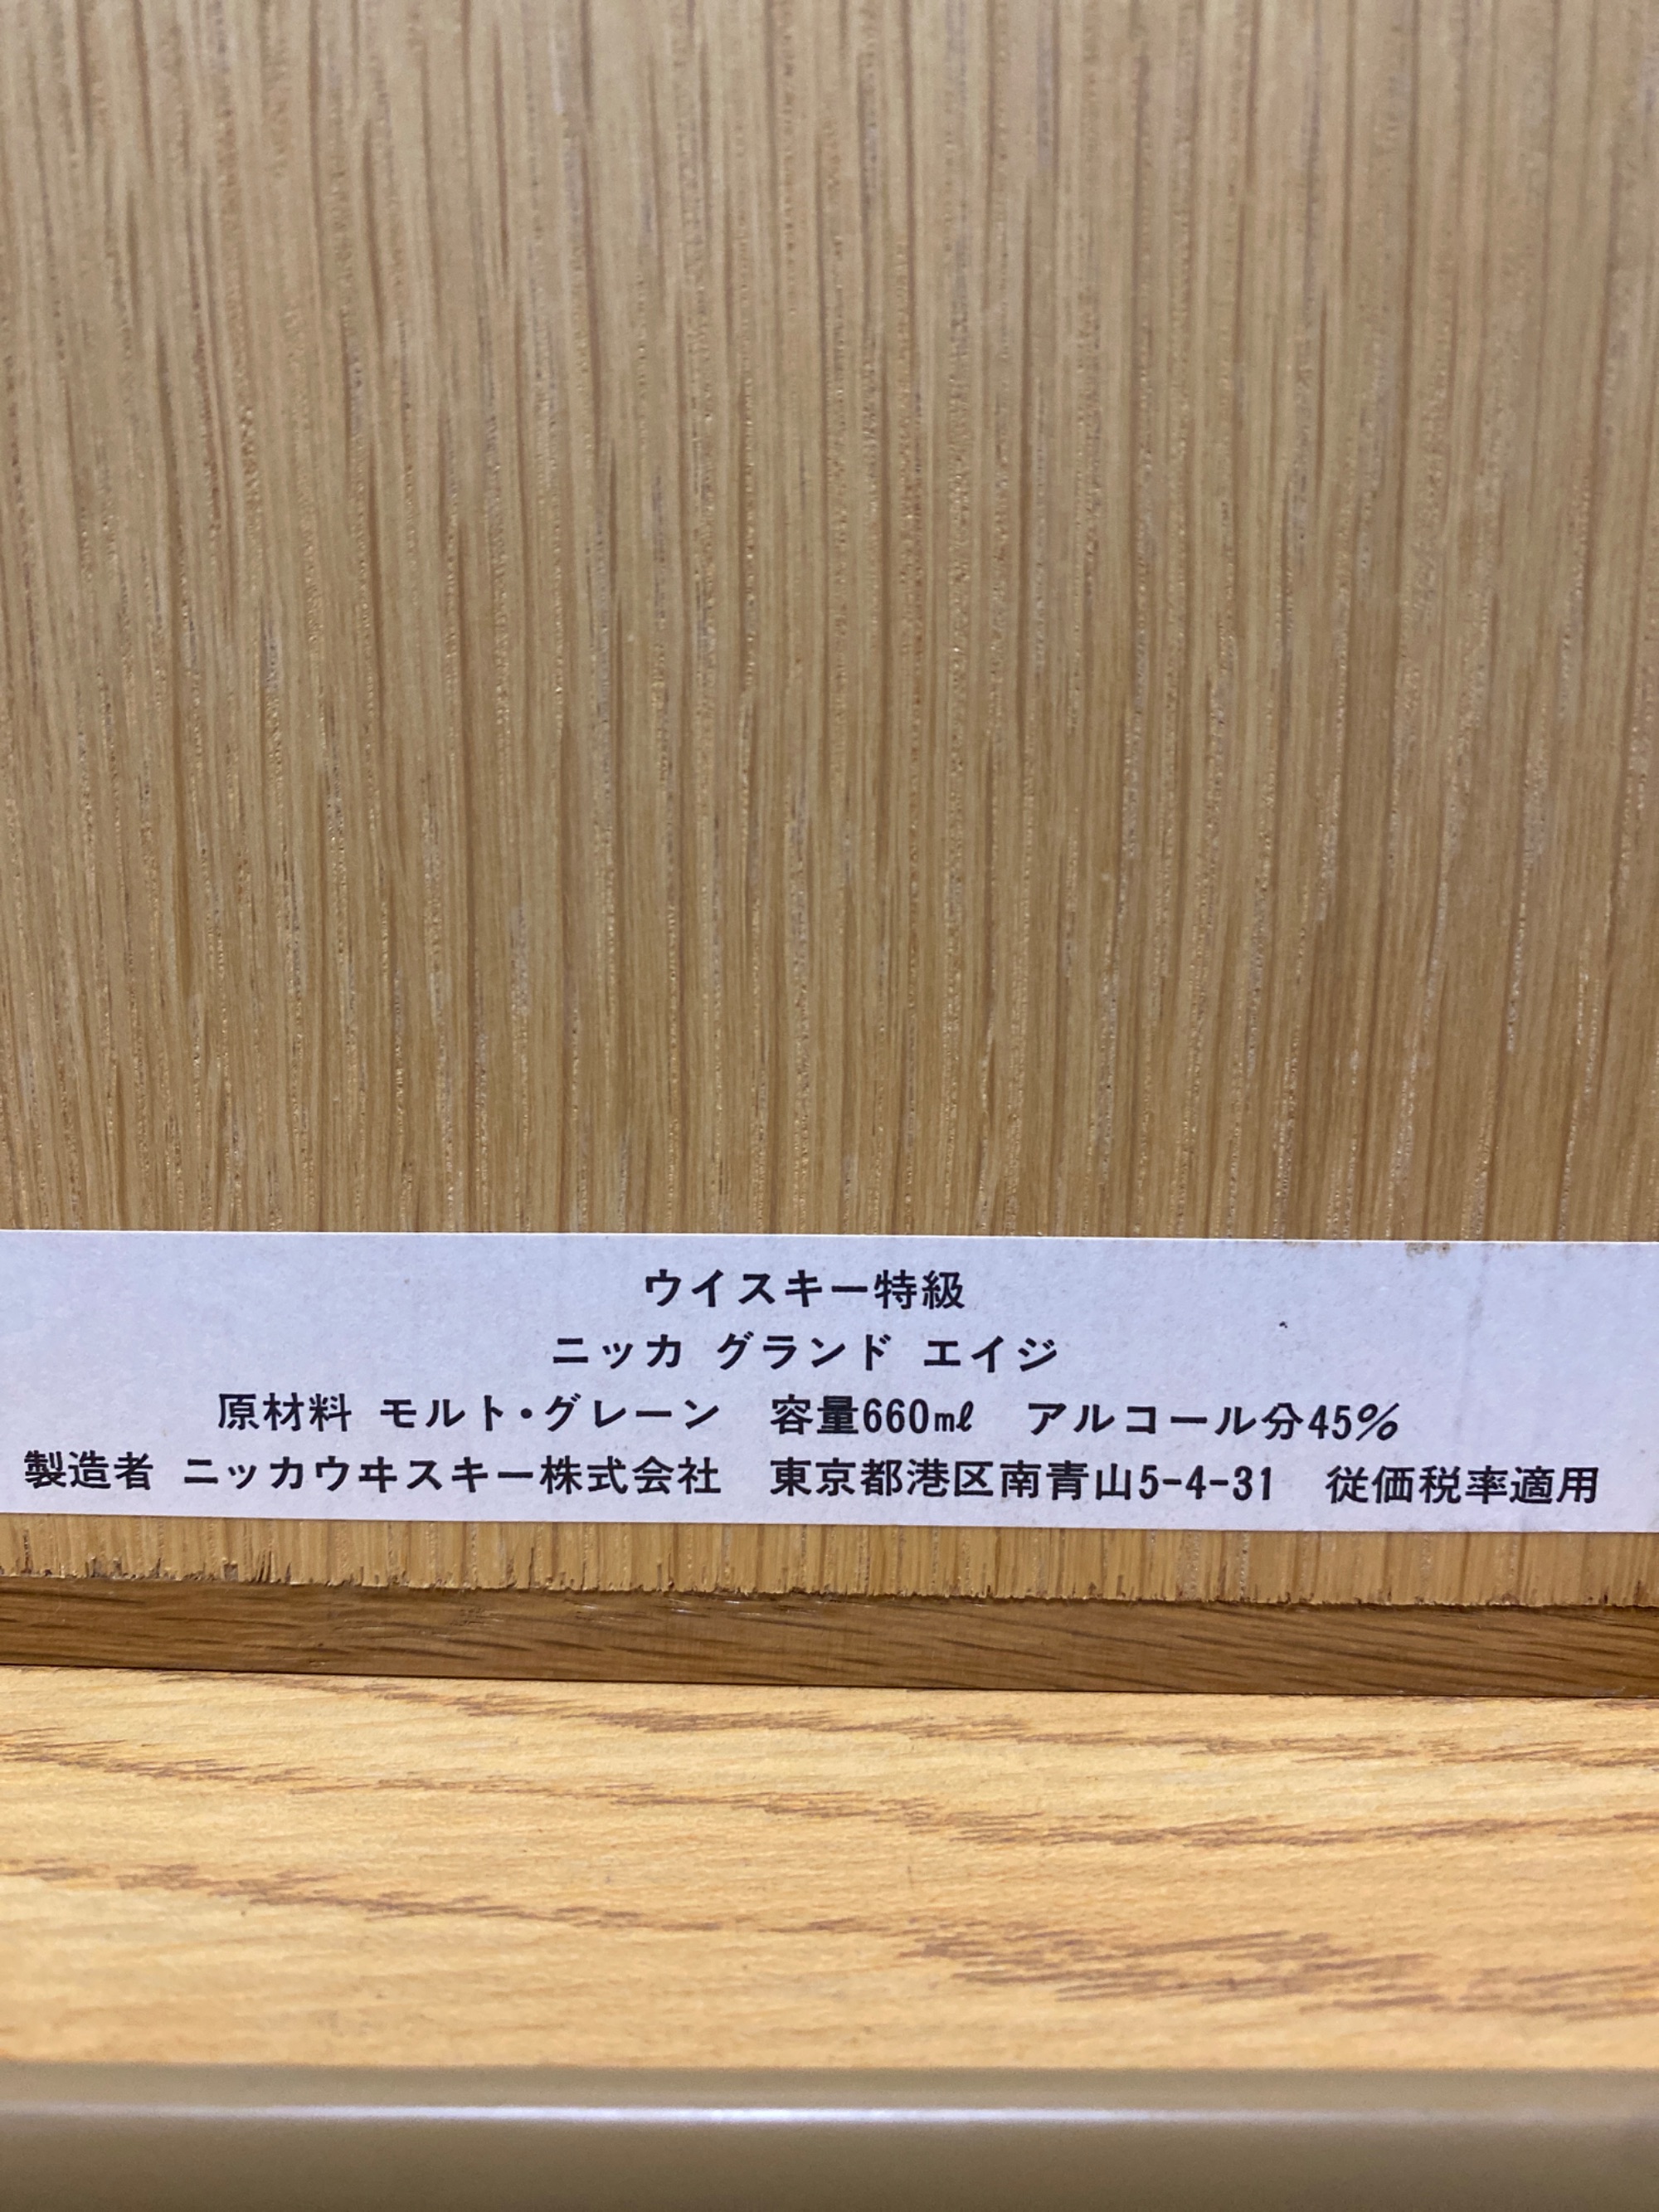 ウイスキー特級
ニッカ グランド エイジ
原材料 モルト・グレーン 容量660㎖ アルコール分45%
製造者 ニッカウヰスキー株式会社 東京都港区南青山5-4-31 従価税率適用